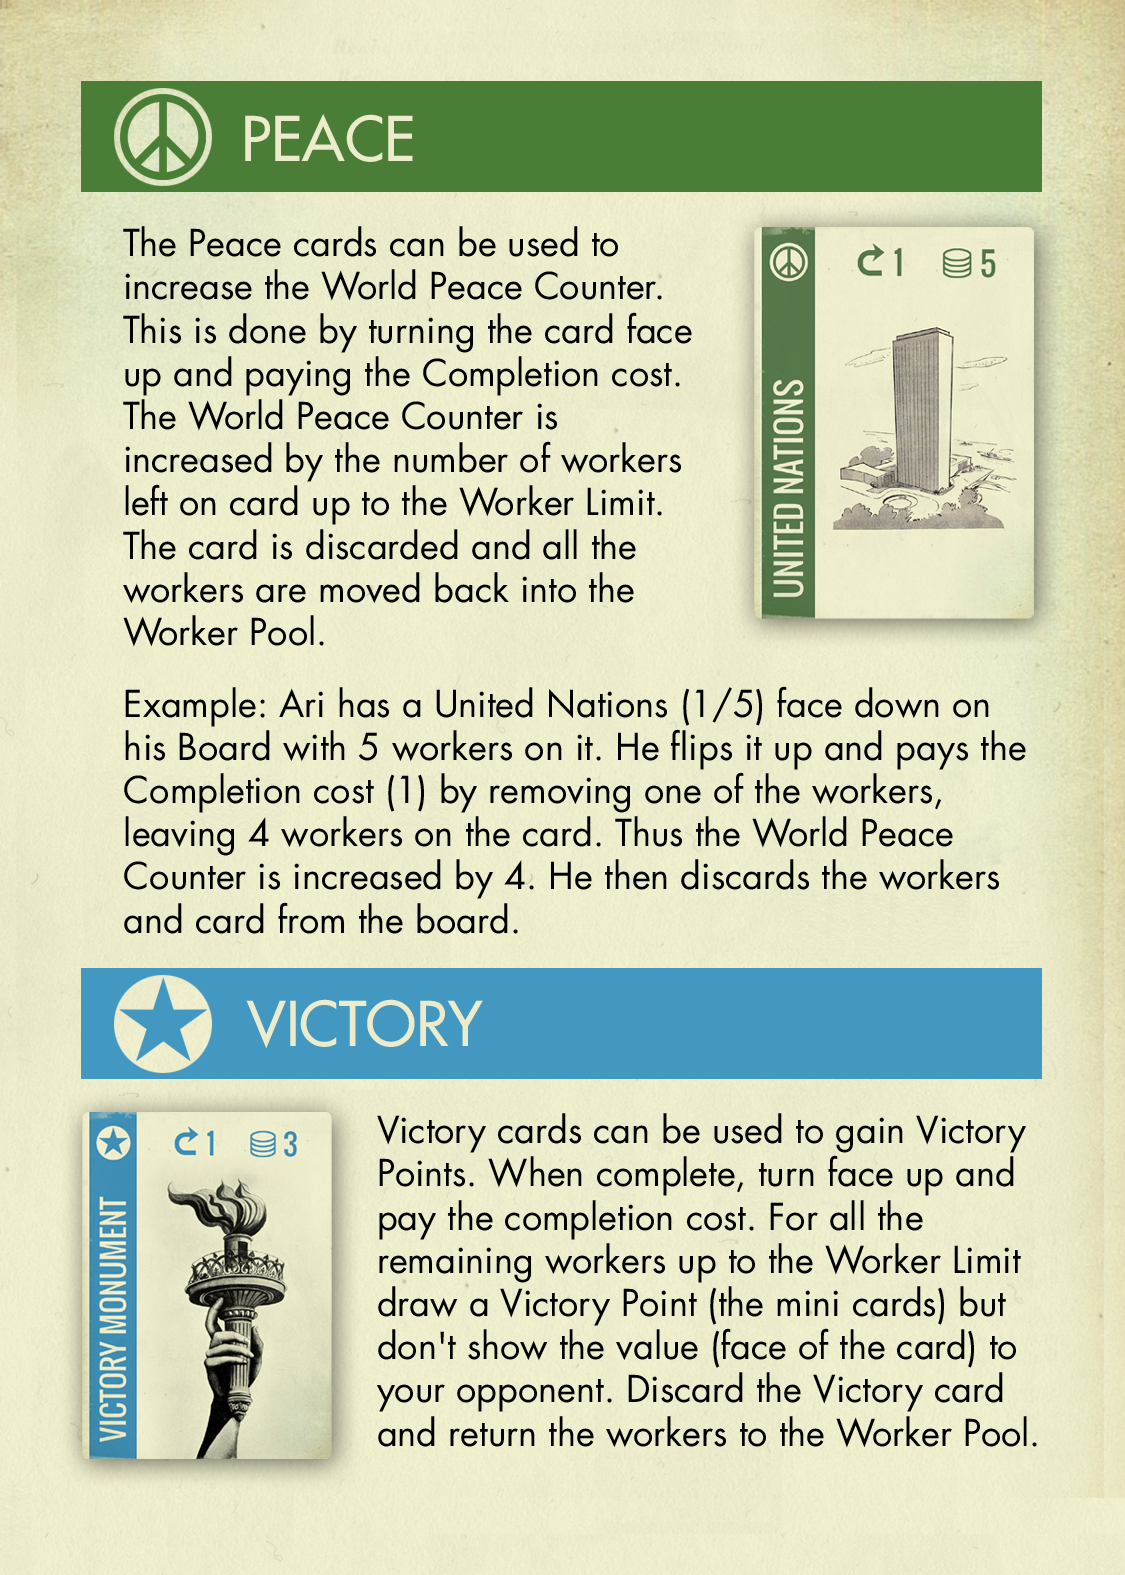 PEACE
The Peace cards can be used to
increase the World Peace Counter.
This is done by turning the card face
up and paying the Completion cost.
The World Peace Counter is
increased by the number of workers
left on card up to the Worker Limit.
The card is discarded and all the
workers are moved back into the
Worker Pool.
1 5
UNITED NATIONS
Example: Ari has a United Nations (1/5) face down on
his Board with 5 workers on it. He flips it up and pays the
Completion cost (1) by removing one of the workers,
leaving 4 workers on the card. Thus the World Peace
Counter is increased by 4. He then discards the workers
and card from the board.
VICTORY
1 3
VICTORY MONUMENT
Victory cards can be used to gain Victory
Points. When complete, turn face up and
pay the completion cost. For all the
remaining workers up to the Worker Limit
draw a Victory Point (the mini cards) but
don't show the value (face of the card) to
your opponent. Discard the Victory card
and return the workers to the Worker Pool.